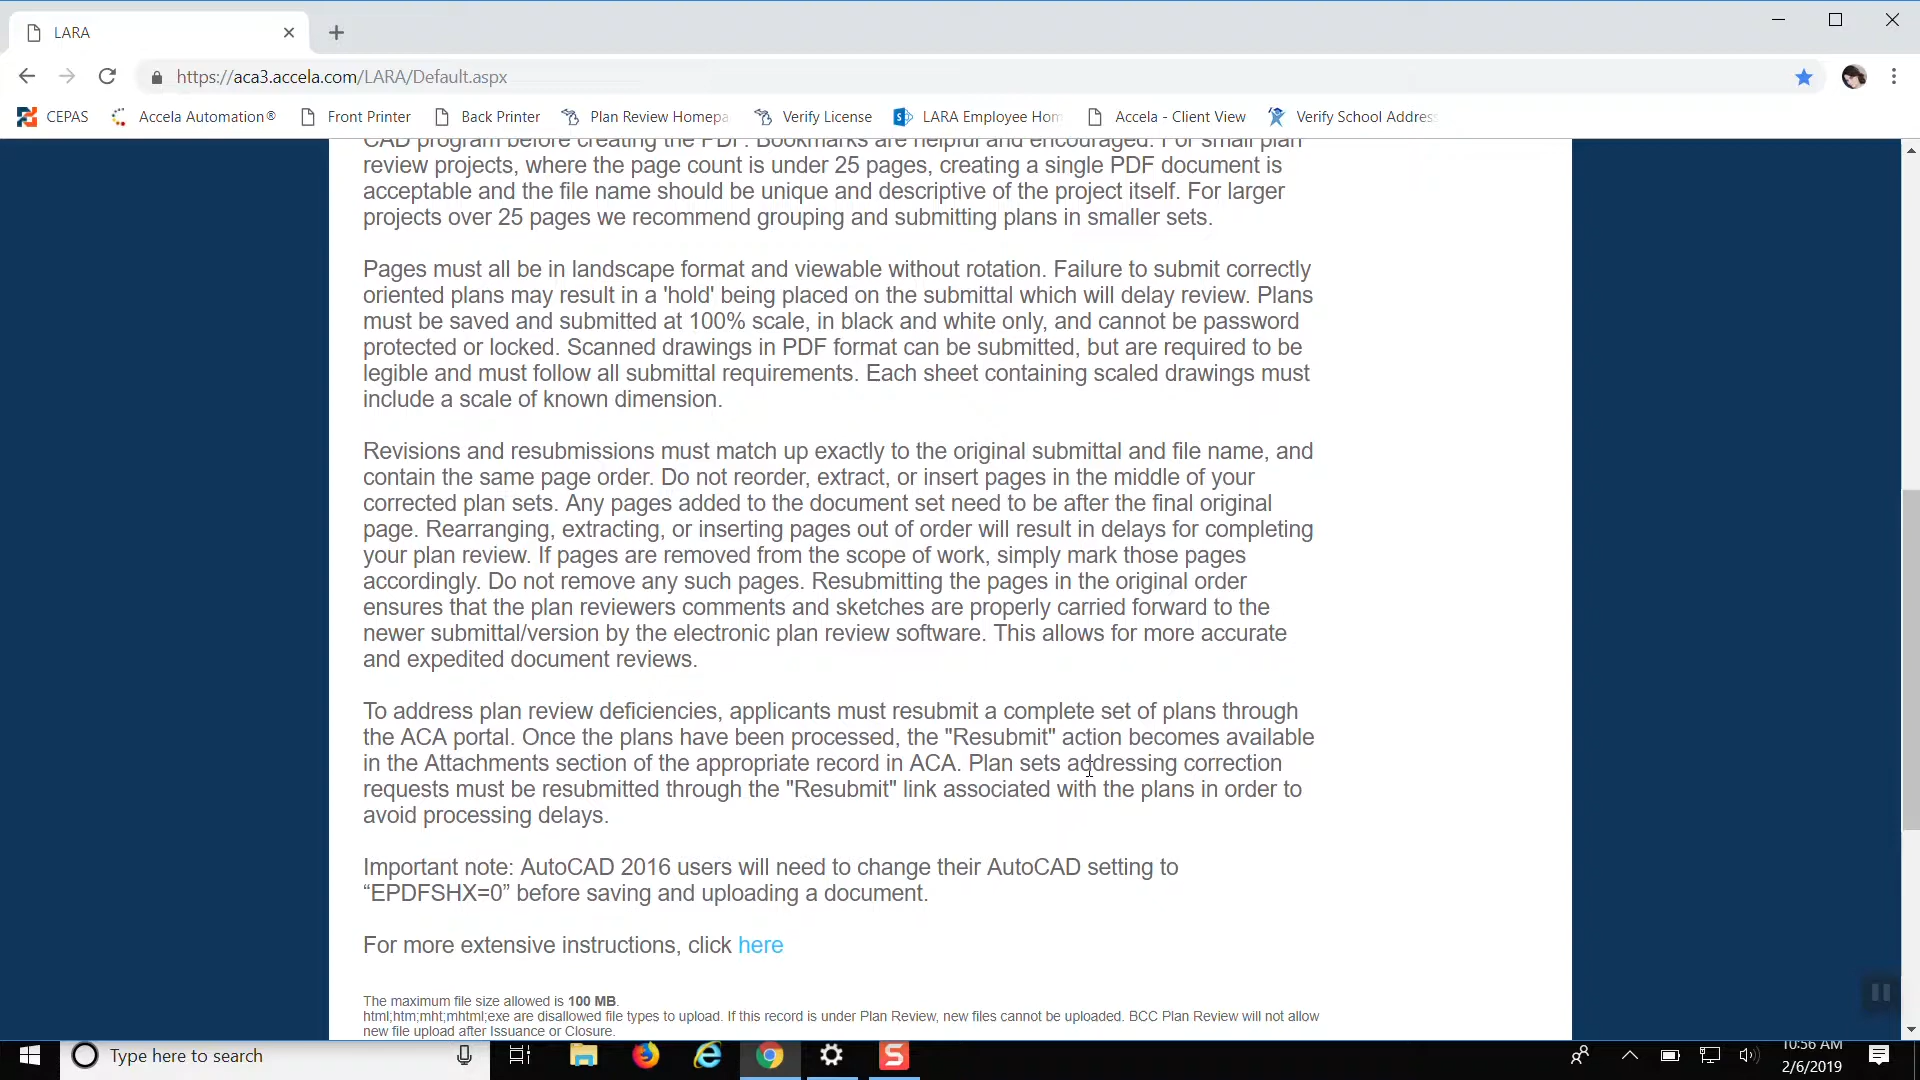 LARA
https://aca3.accela.com/LARA/Default.aspx
CEPAS Accela Automation® Front Printer Back Printer Plan Review Homepa Verify License LARA Employee Hom Accela - Client View Verify School Address
CAD program before creating the PDF. Bookmarks are helpful and encouraged. For small plan
review projects, where the page count is under 25 pages, creating a single PDF document is
acceptable and the file name should be unique and descriptive of the project itself. For larger
projects over 25 pages we recommend grouping and submitting plans in smaller sets.
Pages must all be in landscape format and viewable without rotation. Failure to submit correctly
oriented plans may result in a 'hold' being placed on the submittal which will delay review. Plans
must be saved and submitted at 100% scale, in black and white only, and cannot be password
protected or locked. Scanned drawings in PDF format can be submitted, but are required to be
legible and must follow all submittal requirements. Each sheet containing scaled drawings must
include a scale of known dimension.
Revisions and resubmissions must match up exactly to the original submittal and file name, and
contain the same page order. Do not reorder, extract, or insert pages in the middle of your
corrected plan sets. Any pages added to the document set need to be after the final original
page. Rearranging, extracting, or inserting pages out of order will result in delays for completing
your plan review. If pages are removed from the scope of work, simply mark those pages
accordingly. Do not remove any such pages. Resubmitting the pages in the original order
ensures that the plan reviewers comments and sketches are properly carried forward to the
newer submittal/version by the electronic plan review software. This allows for more accurate
and expedited document reviews.
To address plan review deficiencies, applicants must resubmit a complete set of plans through
the ACA portal. Once the plans have been processed, the "Resubmit" action becomes available
in the Attachments section of the appropriate record in ACA. Plan sets addressing correction
requests must be resubmitted through the "Resubmit" link associated with the plans in order to
avoid processing delays.
Important note: AutoCAD 2016 users will need to change their AutoCAD setting to
“EPDFSHX=0” before saving and uploading a document.
For more extensive instructions, click here
The maximum file size allowed is 100 MB.
html;htm;mht;mhtml;exe are disallowed file types to upload. If this record is under Plan Review, new files cannot be uploaded. BCC Plan Review will not allow
new file upload after Issuance or Closure.
Type here to search
10:56 AM
2/6/2019